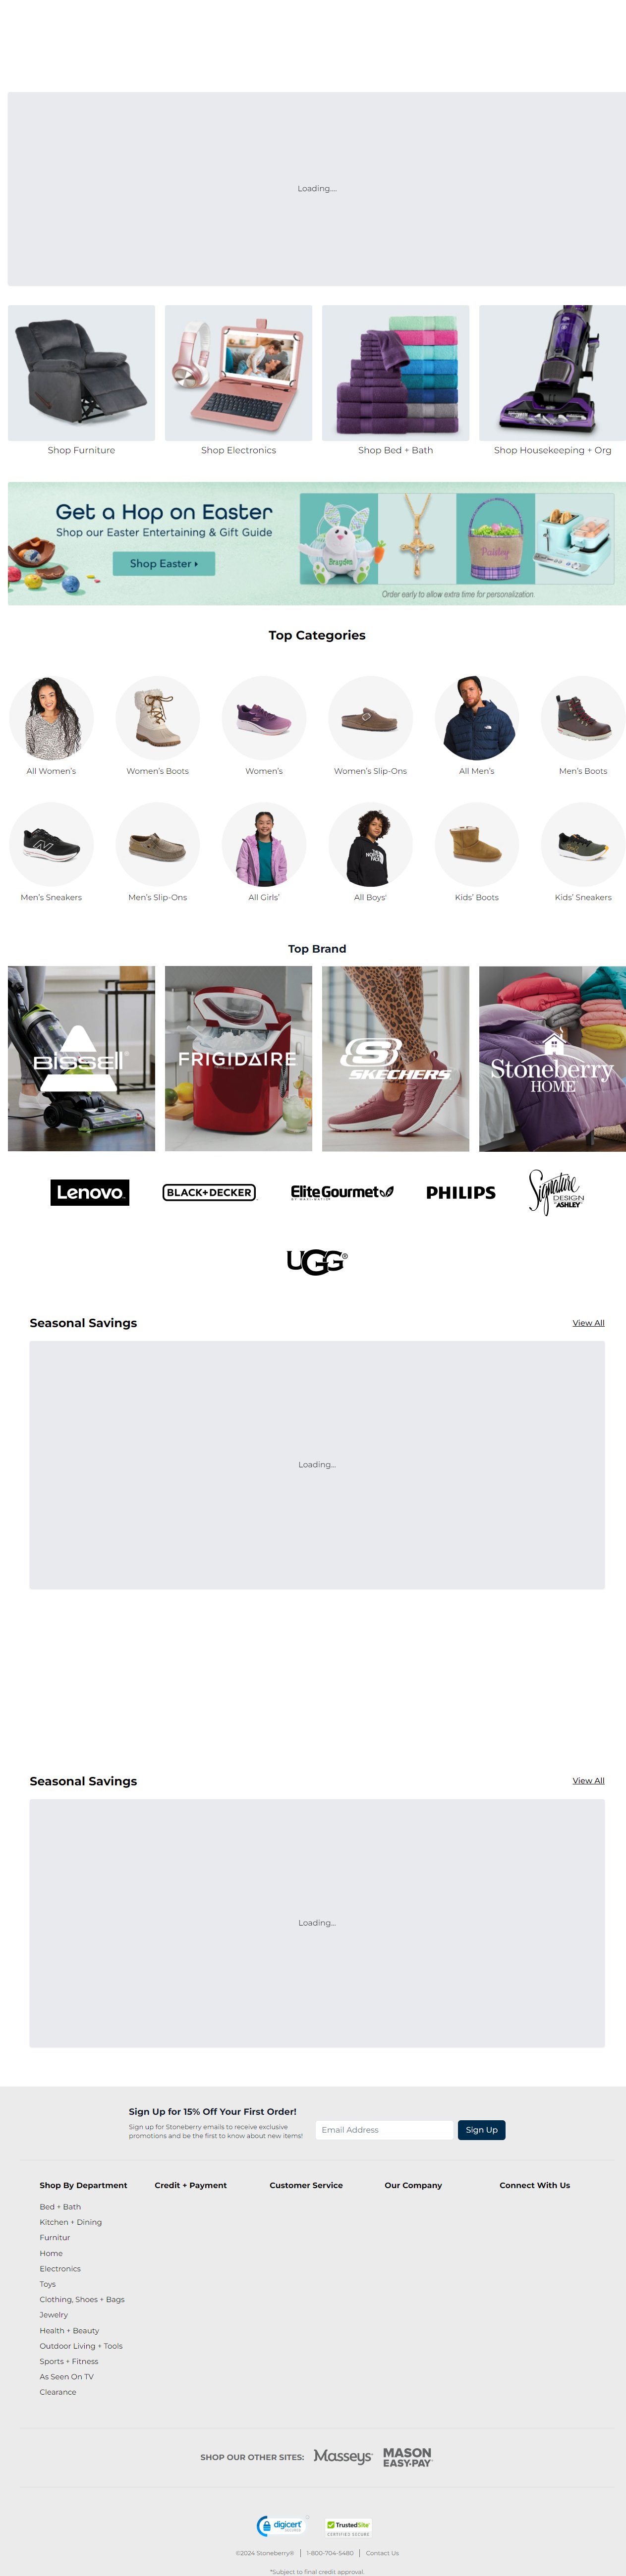 Loading....
Shop Furniture
Shop Electronics
Shop Bed + Bath
Shop Housekeeping + Org
Get a Hop on Easter
Shop our Easter Entertaining & Gift Guide
Shop Easter
Brayden
Paisley
Order early to allow extra time for personalization.
Top Categories
All Women's
Women's Boots
Women's
Women's Slip-Ons
All Men's
Men's Boots
Men's Sneakers
Men's Slip-Ons
All Girls'
All Boys'
Kids' Boots
Kids' Sneakers
Top Brand
BISSELL
FRIGIDAIRE
SKECHERS
Stoneberry
HOME
Lenovo
BLACK+DECKER
EliteGourmet
BY MAXI-MATIC
PHILIPS
Signature
DESIGN
BY ASHLEY
UGG®
Seasonal Savings
View All
Loading...
Seasonal Savings
View All
Loading...
Sign Up for 15% Off Your First Order!
Sign up for Stoneberry emails to receive exclusive
promotions and be the first to know about new items!
Email Address
Sign Up
Shop By Department
Credit + Payment
Customer Service
Our Company
Connect With Us
Bed + Bath
Kitchen + Dining
Furnitur
Home
Electronics
Toys
Clothing, Shoes + Bags
Jewelry
Health + Beauty
Outdoor Living + Tools
Sports + Fitness
As Seen On TV
Clearance
SHOP OUR OTHER SITES:
Masseys
MASON
EASY-PAY
digicert
SECURED
TrustedSite
CERTIFIED SECURE
©2024 Stoneberry®
1-800-704-5480
Contact Us
*Subject to final credit approval.